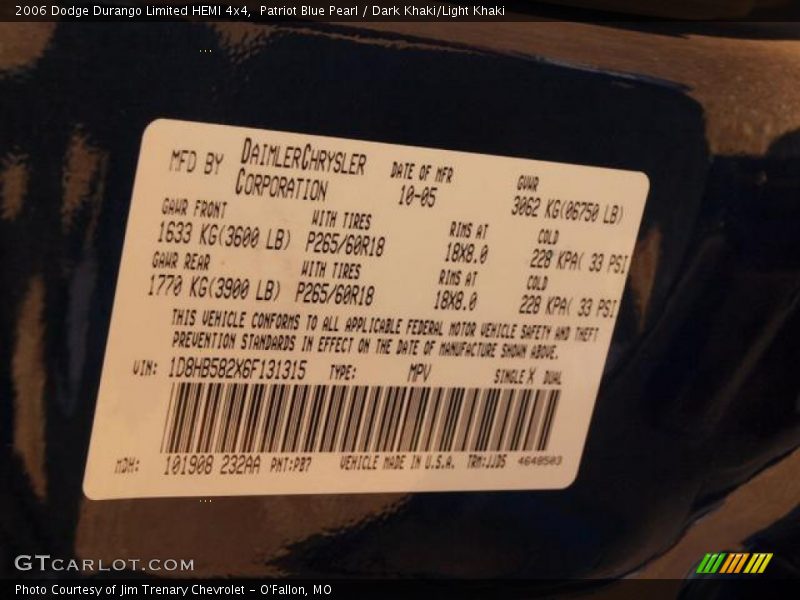 2006 Dodge Durango Limited HEMI 4x4,  Patriot Blue Pearl / Dark Khaki/Light Khaki
MFD BY DAIMLERCHRYSLER CORPORATION
DATE OF MFR
10-05
GVWR
3062 KG(06750 LB)
GAWR FRONT
WITH TIRES
RIMS AT
COLD
1633 KG(3600 LB)
P265/60R18
18X8.0
228 KPA( 33 PSI
GAWR REAR
WITH TIRES
RIMS AT
COLD
1770 KG(3900 LB)
P265/60R18
18X8.0
228 KPA( 33 PSI
THIS VEHICLE CONFORMS TO ALL APPLICABLE FEDERAL MOTOR VEHICLE SAFETY AND THEFT
PREVENTION STANDARDS IN EFFECT ON THE DATE OF MANUFACTURE SHOWN ABOVE.
VIN: 1D8HB582X6F131315 TYPE: MPV SINGLE X DUAL
MDH: 101908 232AA PNT:PB7 VEHICLE MADE IN U.S.A. TRM:JJD5 4648503
GTCARLOT.COM
Photo Courtesy of Jim Trenary Chevrolet - O'Fallon, MO